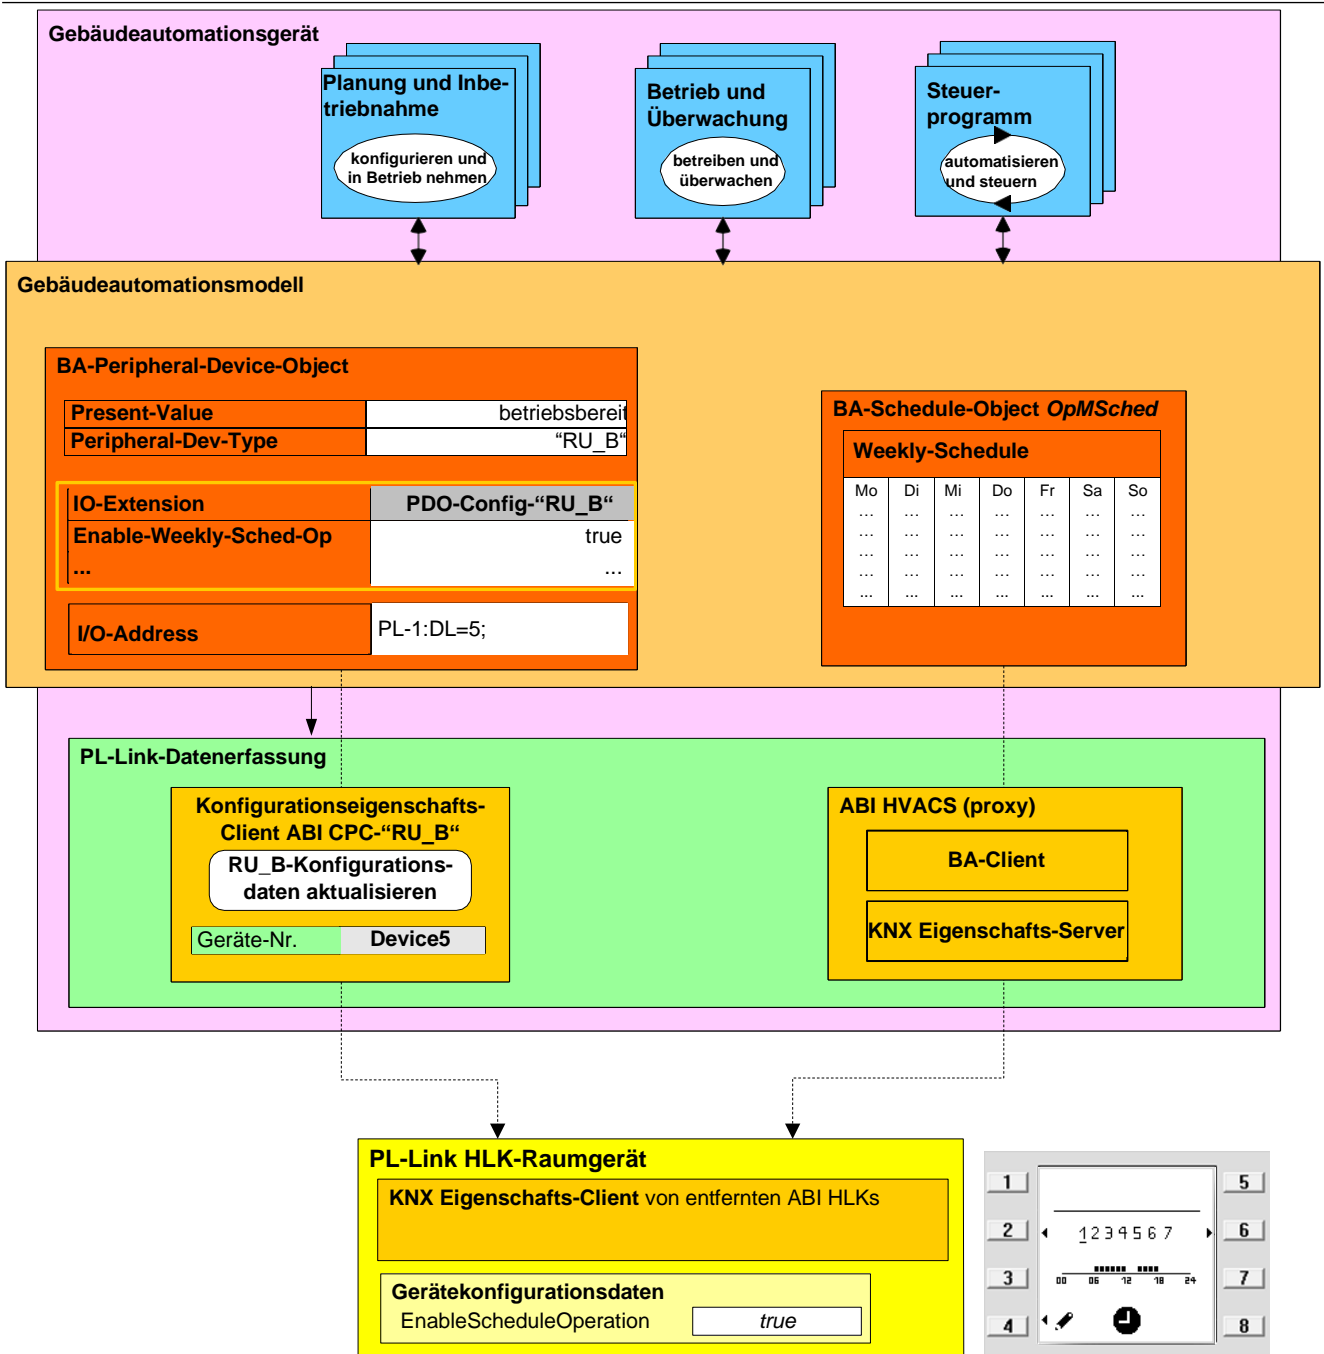 Gebäudeautomationsgerät
Planung und Inbe-
triebnahme
konfigurieren und
in Betrieb nehmen
Betrieb und
Überwachung
betreiben und
überwachen
Steuer-
programm
automatisieren
und steuern
Gebäudeautomationsmodell
BA-Peripheral-Device-Object
Present-Value betriebsbereit
Peripheral-Dev-Type “RU_B“
IO-Extension PDO-Config-“RU_B“
Enable-Weekly-Sched-Op true
... ...
I/O-Address PL-1:DL=5;
BA-Schedule-Object OpMSched
Weekly-Schedule
Mo Di Mi Do Fr Sa So
... ... ... ... ... ... ...
... ... ... ... ... ... ...
... ... ... ... ... ... ...
... ... ... ... ... ... ...
... ... ... ... ... ... ...
PL-Link-Datenerfassung
Konfigurationseigenschafts-
Client ABI CPC-“RU_B“
RU_B-Konfigurations-
daten aktualisieren
Geräte-Nr. Device5
ABI HVACS (proxy)
BA-Client
KNX Eigenschafts-Server
PL-Link HLK-Raumgerät
KNX Eigenschafts-Client von entfernten ABI HLKs
Gerätekonfigurationsdaten
EnableScheduleOperation true
1 5
2 1234567 6
3 00 06 12 18 24 7
4 8